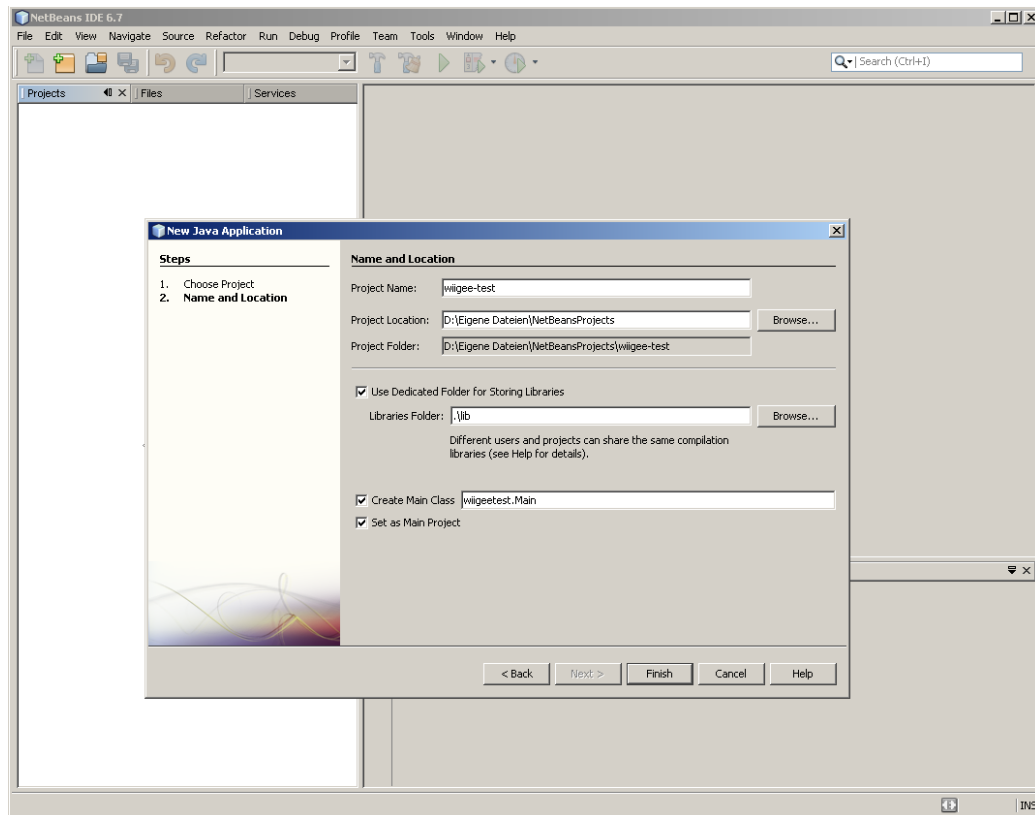 NetBeans IDE 6.7
File Edit View Navigate Source Refactor Run Debug Profile Team Tools Window Help
Search (Ctrl+I)
Projects Files Services
New Java Application
Steps
1. Choose Project
2. Name and Location
Name and Location
Project Name: wiigee-test
Project Location: D:\Eigene Dateien\NetBeansProjects Browse...
Project Folder: D:\Eigene Dateien\NetBeansProjects\wiigee-test
Use Dedicated Folder for Storing Libraries
Libraries Folder: .\lib Browse...
Different users and projects can share the same compilation
libraries (see Help for details).
Create Main Class wiigeetest.Main
Set as Main Project
< Back Next > Finish Cancel Help
INS